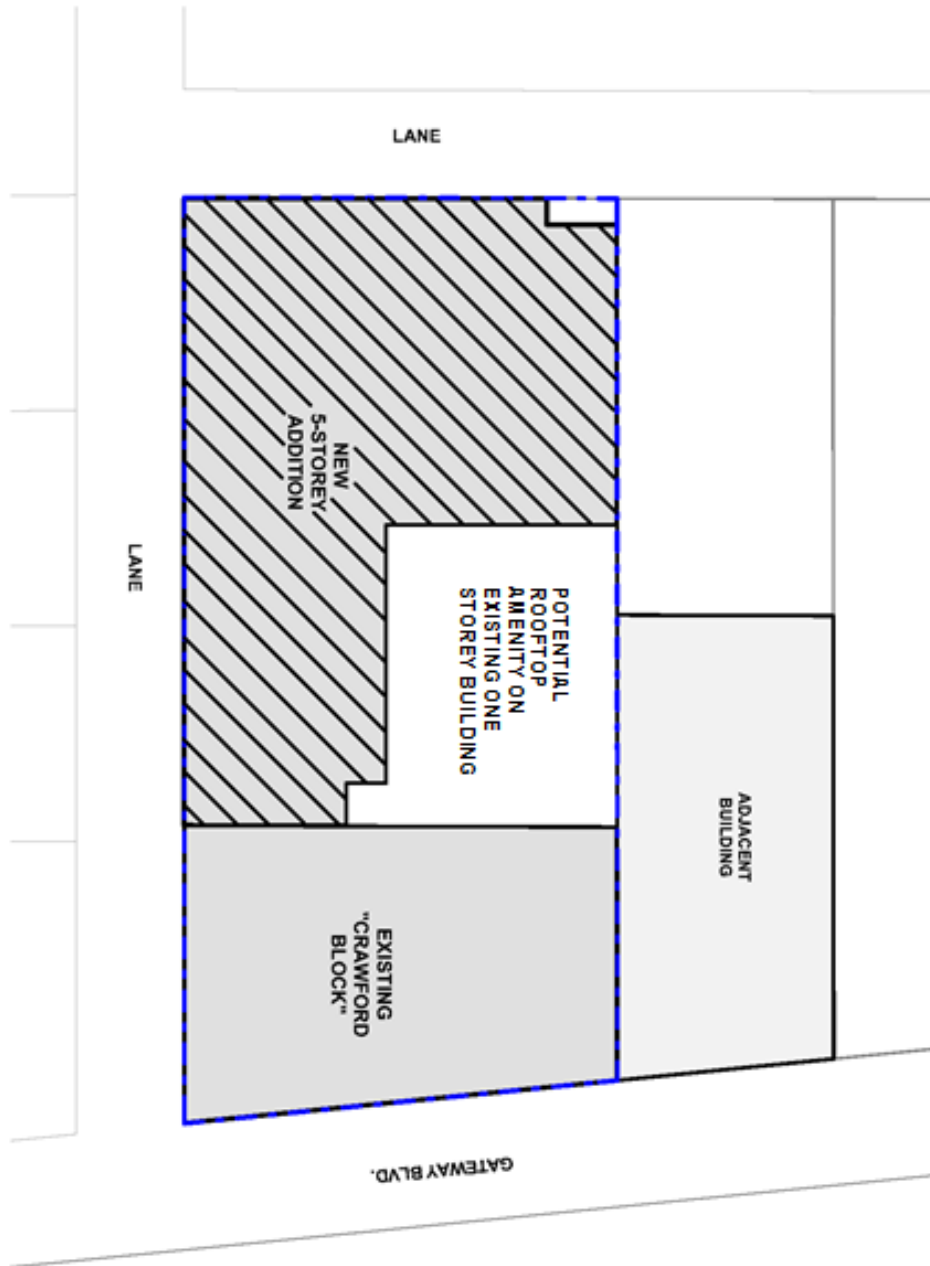 LANE
NEW
5-STOREY
ADDITION
LANE
POTENTIAL
ROOFTOP
AMENITY ON
EXISTING ONE
STOREY BUILDING
ADJACENT
BUILDING
EXISTING
"CRAWFORD
BLOCK"
GATEWAY BLVD.